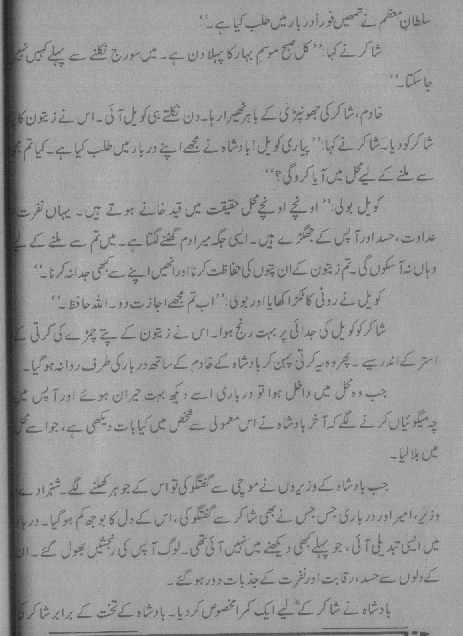 سلطانِ معظم نے تمھیں فوراً دربار میں طلب کیا ہے۔‘‘
شاکر نے کہا: ’’کل صبح موسمِ بہار کا پہلا دن ہے۔ میں سورج نکلنے سے پہلے کہیں نہیں
جا سکتا۔‘‘
خادم، شاکر کی جھونپڑی کے باہر ٹھیرا رہا۔ دن نکلتے ہی کویل آئی۔ اس نے زیتون کا
شاکر کو دیا۔ شاکر نے کہا: ’’پیاری کویل! بادشاہ نے مجھے اپنے دربار میں طلب کیا ہے۔ کیا تم
سے ملنے کے لیے محل میں آیا کرو گی؟‘‘
کویل بولی: ’’اونچے اونچے محل حقیقت میں قید خانے ہوتے ہیں۔ یہاں نفرت
عداوت، حسد اور آپس کے جھگڑے ہیں۔ ایسی جگہ میرا دم گھٹنے لگتا ہے۔ میں تم سے ملنے کے لیے
وہاں نہ آ سکوں گی۔ تم زیتون کے ان پتوں کی حفاظت کرنا اور انھیں اپنے سے کبھی جدا نہ کرنا۔‘‘
کویل نے روٹی کا ٹکڑا کھایا اور بولی: ’’اب تم مجھے اجازت دو۔ اللہ حافظ۔‘‘
شاکر کو کویل کی جدائی پر بہت رنج ہوا۔ اس نے زیتون کے پتے چمڑے کی کرتی کے
استر کے اندر سیے۔ پھر وہ یہ کرتی پہن کر بادشاہ کے خادم کے ساتھ دربار کی طرف روانہ ہو گیا۔
جب وہ محل میں داخل ہوا تو درباری اسے دیکھ بہت حیران ہوئے اور آپس میں
چہ میگوئیاں کرنے لگے کہ آخر بادشاہ نے اس معمولی سے شخص میں کیا بات دیکھی ہے، جو اسے محل
میں بلا لیا۔
جب بادشاہ کے وزیروں نے موچی سے گفتگو کی تو اس کے جوہر کھلنے لگے۔ شہزادے
وزیر، امیر اور درباری جس جس نے بھی شاکر سے گفتگو کی، اس کے دل کا بوجھ کم ہو گیا۔ دربار
میں ایسی تبدیلی آئی، جو پہلے کبھی دیکھنے میں نہیں آئی تھی۔ لوگ آپس کی رنجشیں بھول گئے۔ ان
کے دلوں سے حسد، رقابت اور نفرت کے جذبات دور ہو گئے۔
بادشاہ نے شاکر کے لیے ایک کمرا مخصوص کر دیا۔ بادشاہ کے تخت کے برابر شاکر کی